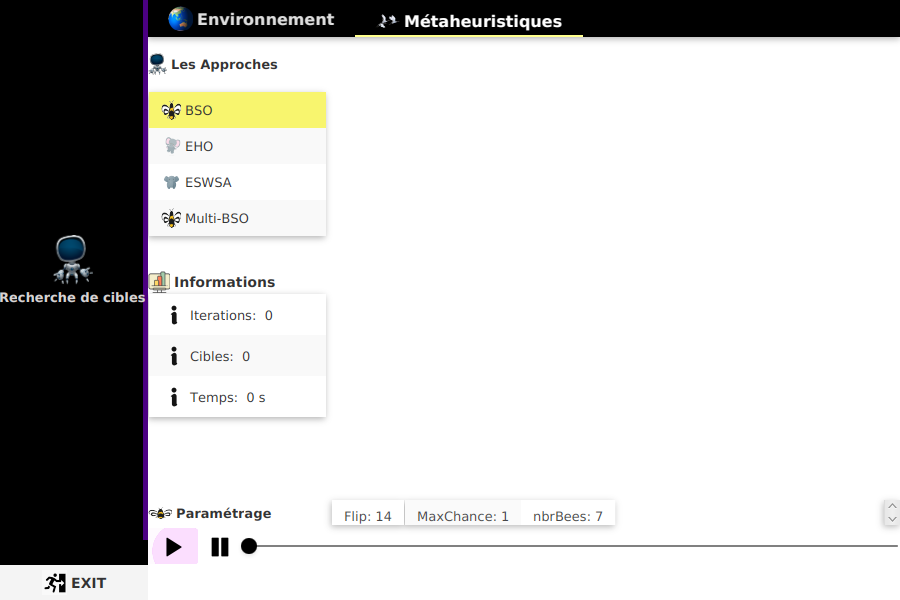 Environnement
Métaheuristiques
Les Approches
BSO
EHO
ESWSA
Multi-BSO
Recherche de cibles
Informations
Iterations: 0
Cibles: 0
Temps: 0 s
Paramétrage
Flip: 14
MaxChance: 1
nbrBees: 7
EXIT